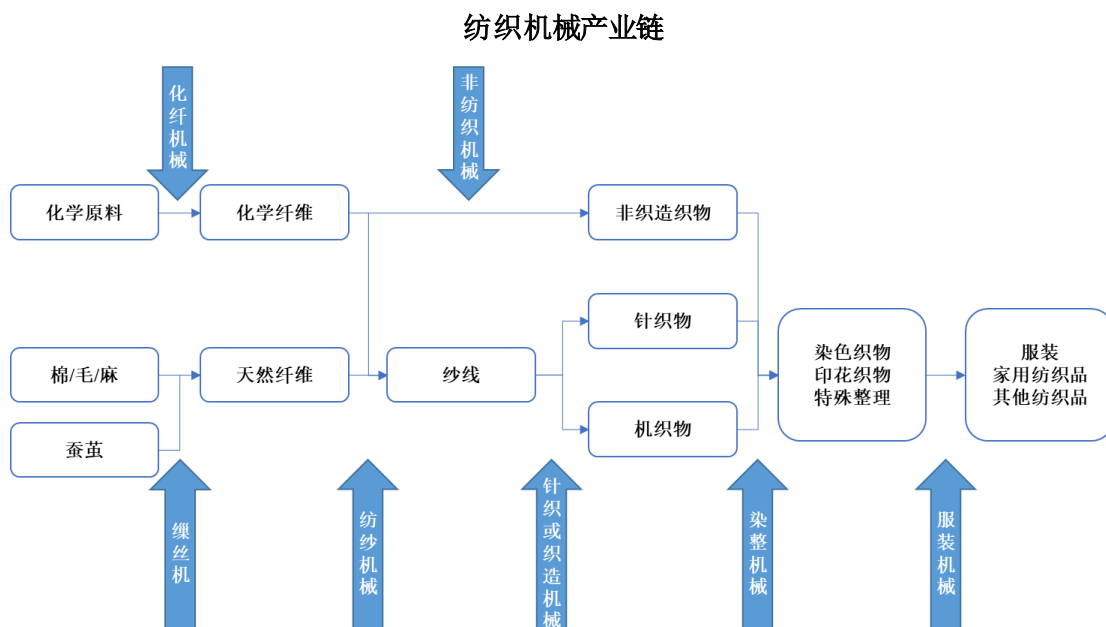 纺织机械产业链
化纤机械
非纺织机械
化学原料
化学纤维
非织造织物
针织物
棉/毛/麻
天然纤维
纱线
染色织物
印花织物
特殊整理
服装
家用纺织品
其他纺织品
蚕茧
机织物
缫丝机
纺纱机械
针织或织造机械
染整机械
服装机械